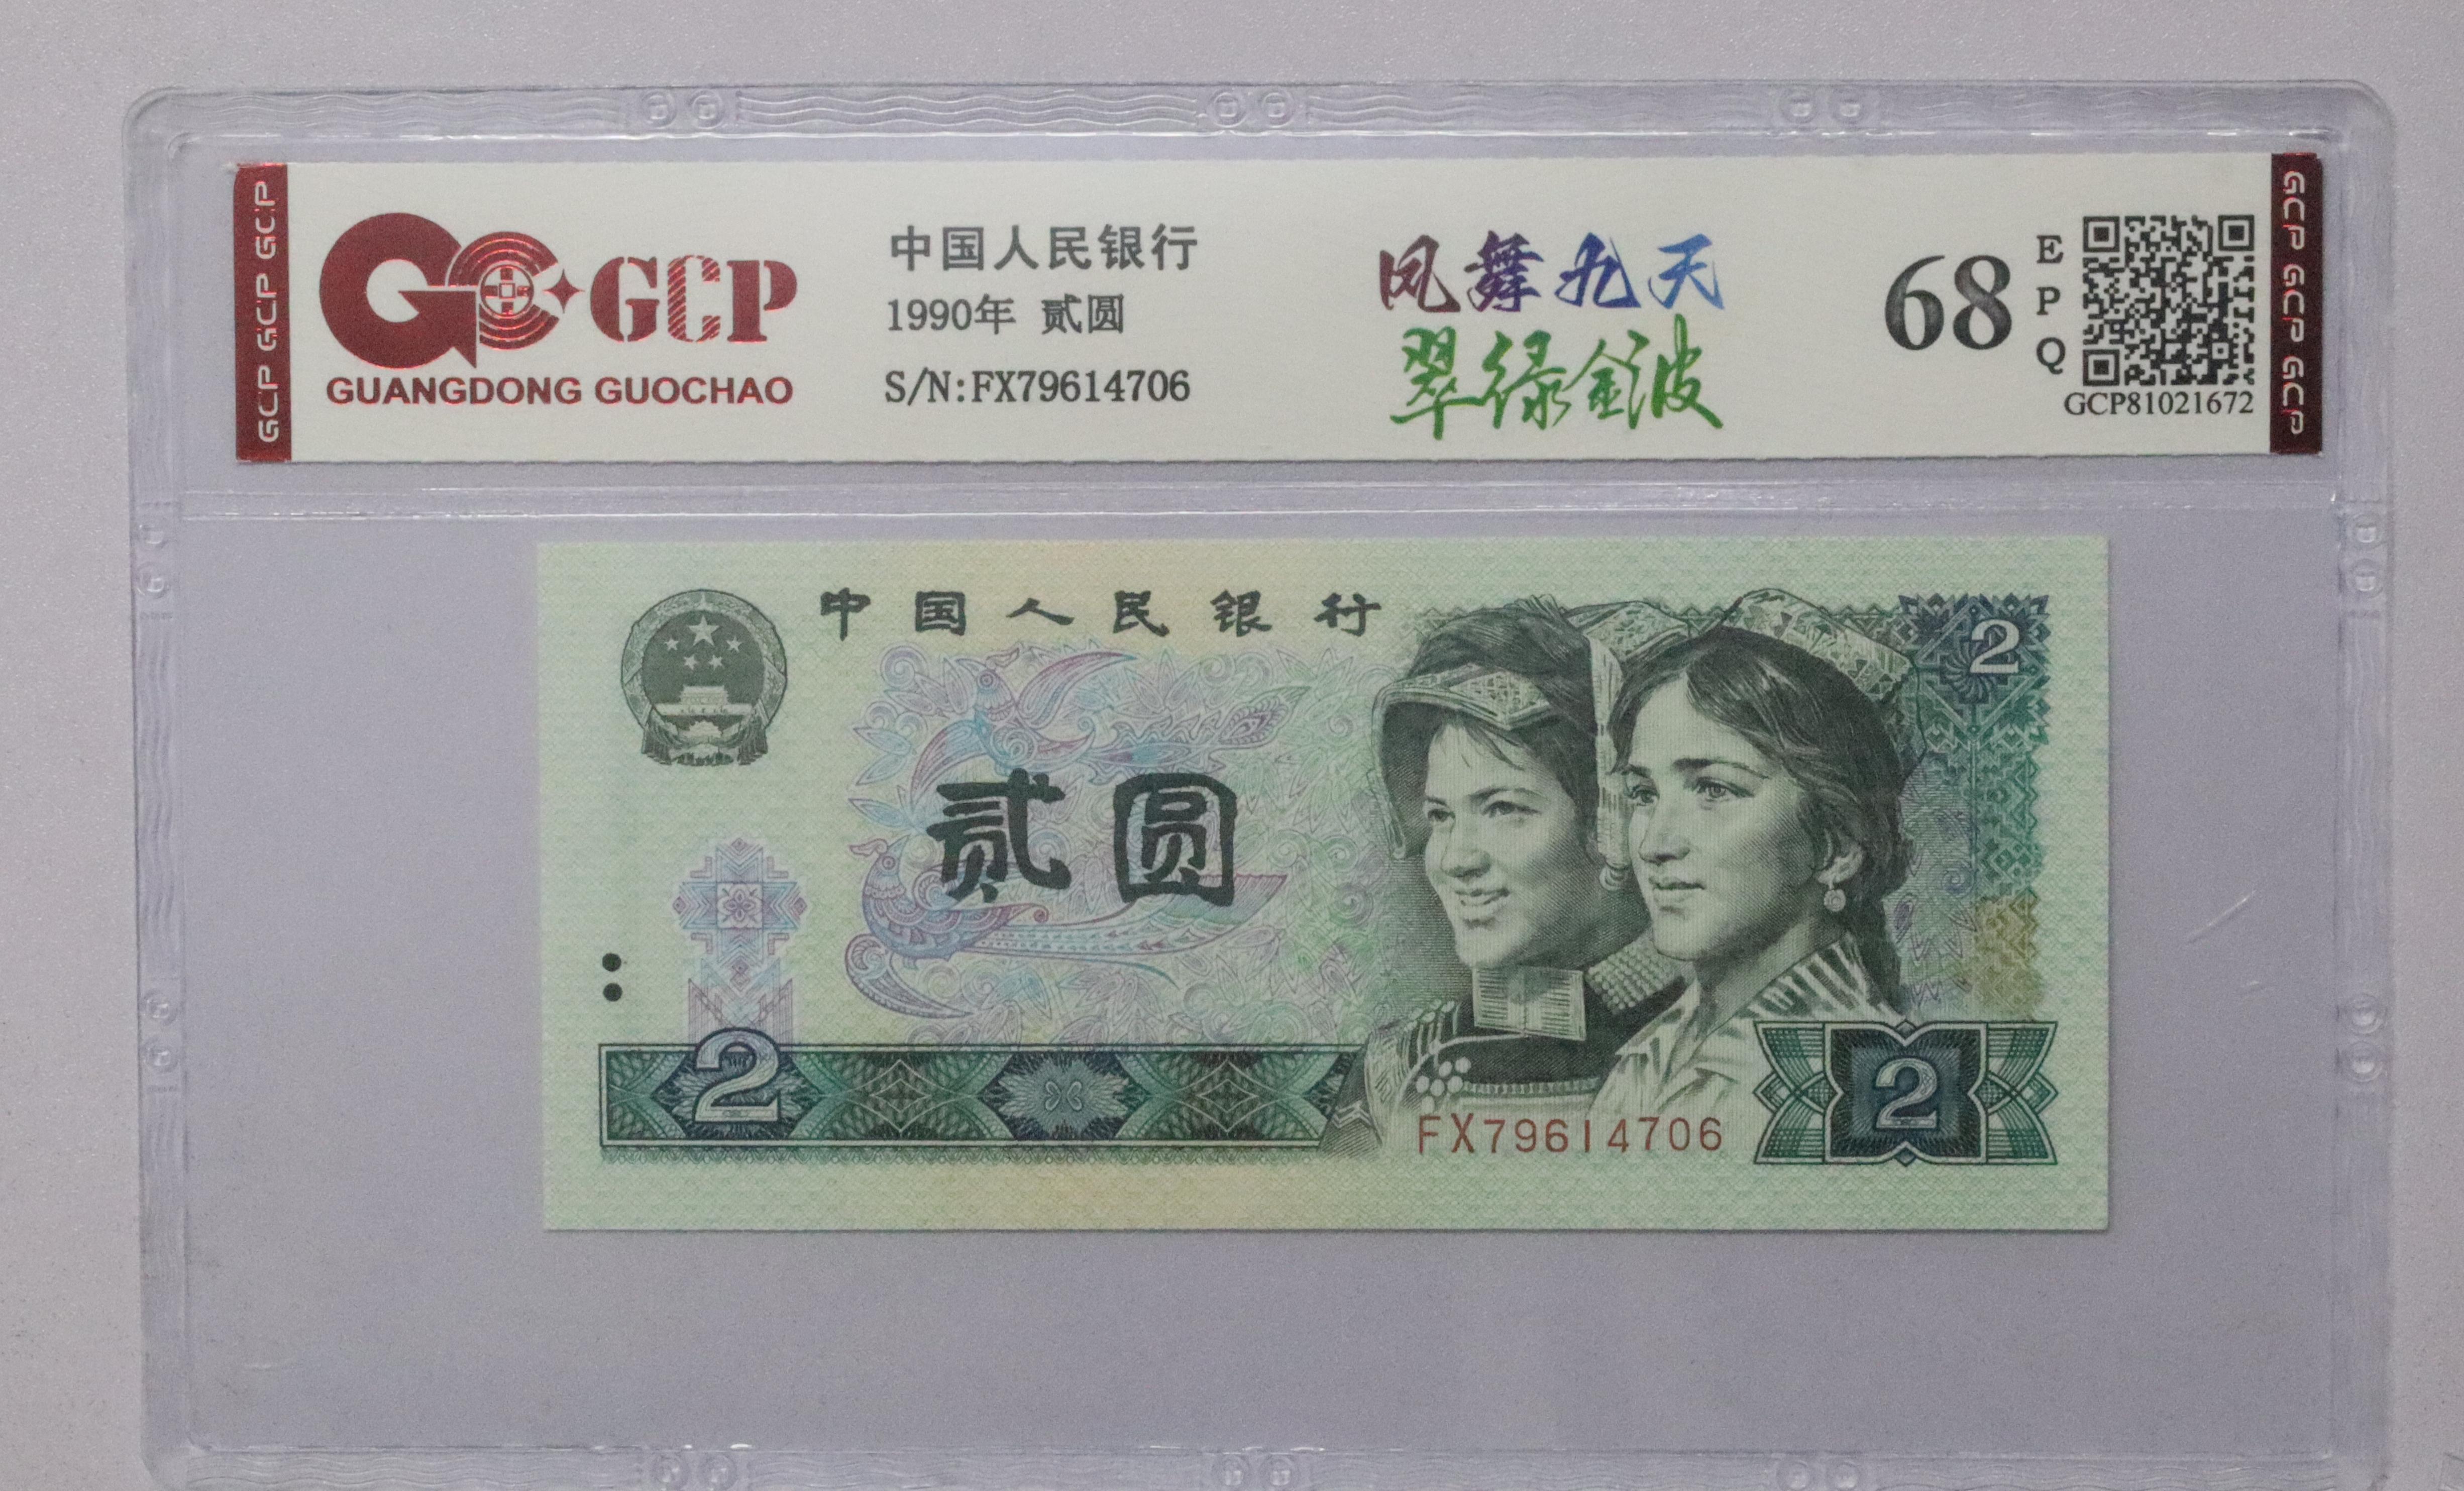 GCP GCP GCP
GCP
GUANGDONG GUOCHAO
中国人民银行
1990年 贰圆
S/N:FX79614706
凤舞九天
翠绿金波
68
E
P
Q
GCP81021672
GCP GCP GCP
中国人民银行
2
贰圆
2
2
FX79614706